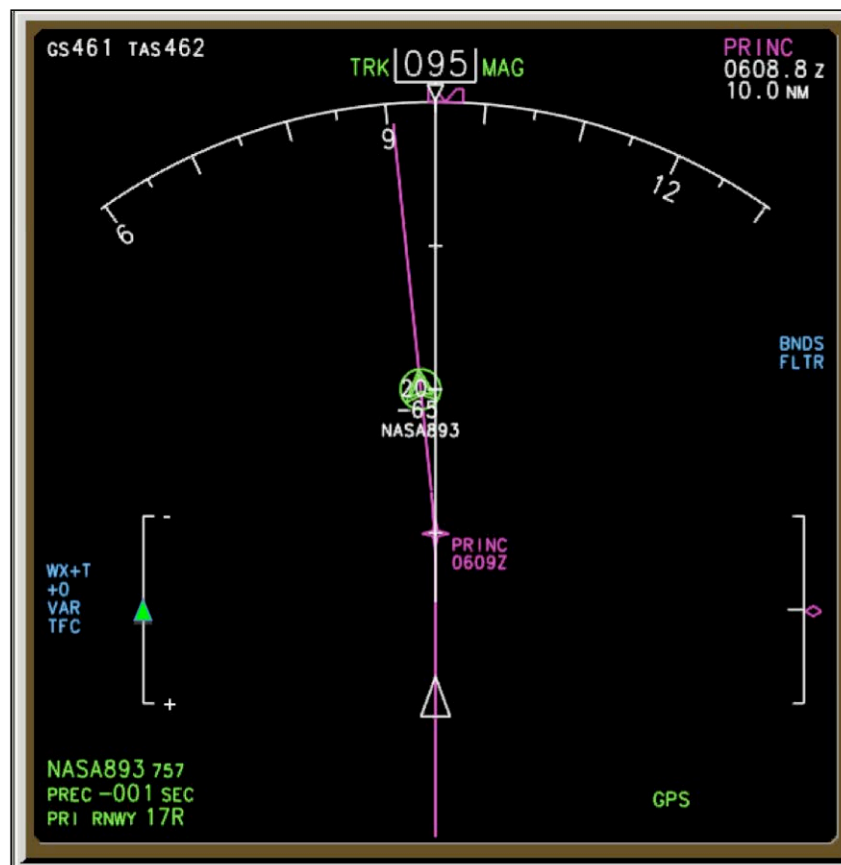 GS461 TAS462
TRK 095 MAG
PRINC
0608.8 Z
10.0 NM
6
9
12
BNDS
FLTR
20
-65
NASA893
PRINC
0609Z
WX+T
+0
VAR
TFC
-
+
NASA893 757
PREC -001 SEC
PRI RNWY 17R
GPS